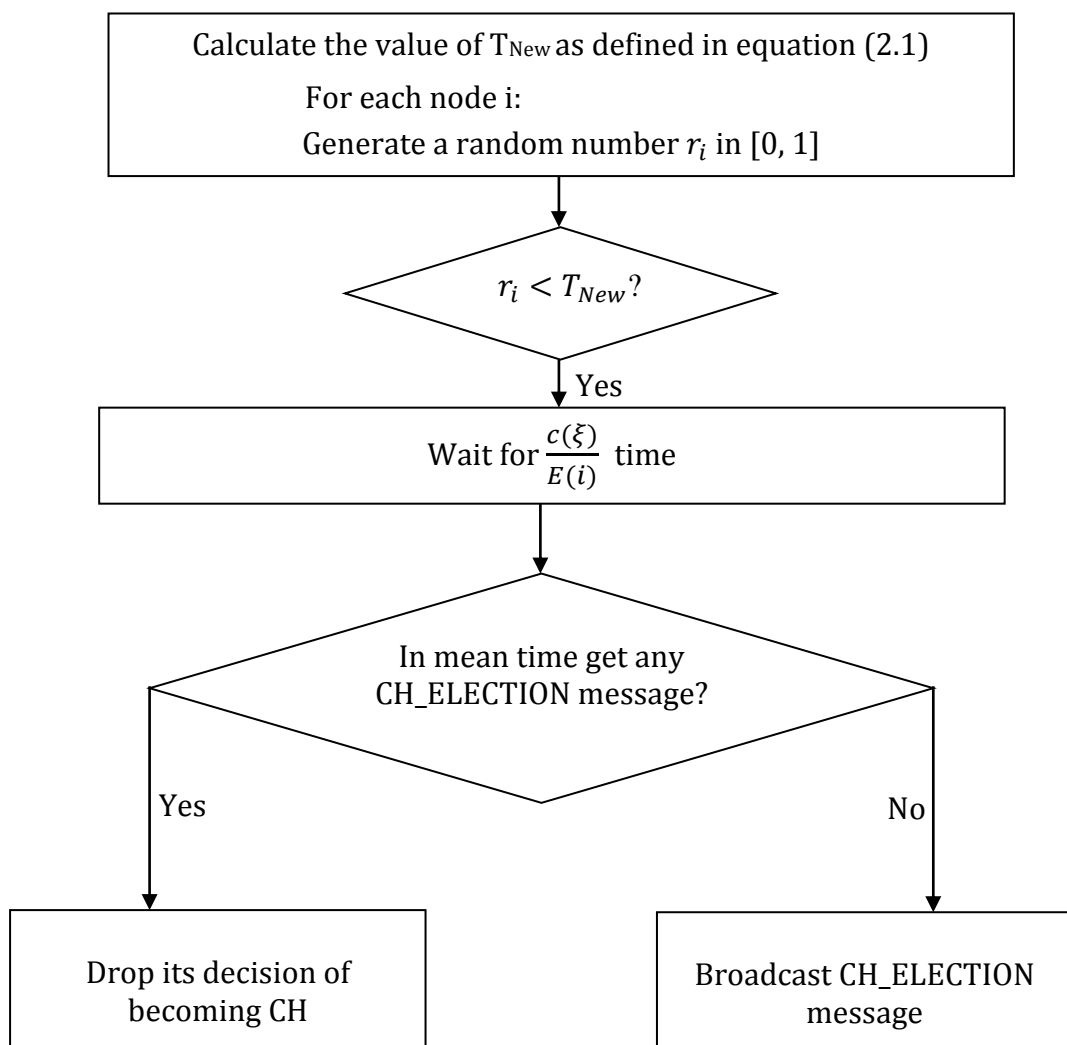 Calculate the value of TNew as defined in equation (2.1)
For each node i:
Generate a random number r_i in [0, 1]
r_i < T_New?
Yes
Wait for c(ξ)/E(i) time
In mean time get any
CH_ELECTION message?
Yes
No
Drop its decision of
becoming CH
Broadcast CH_ELECTION
message